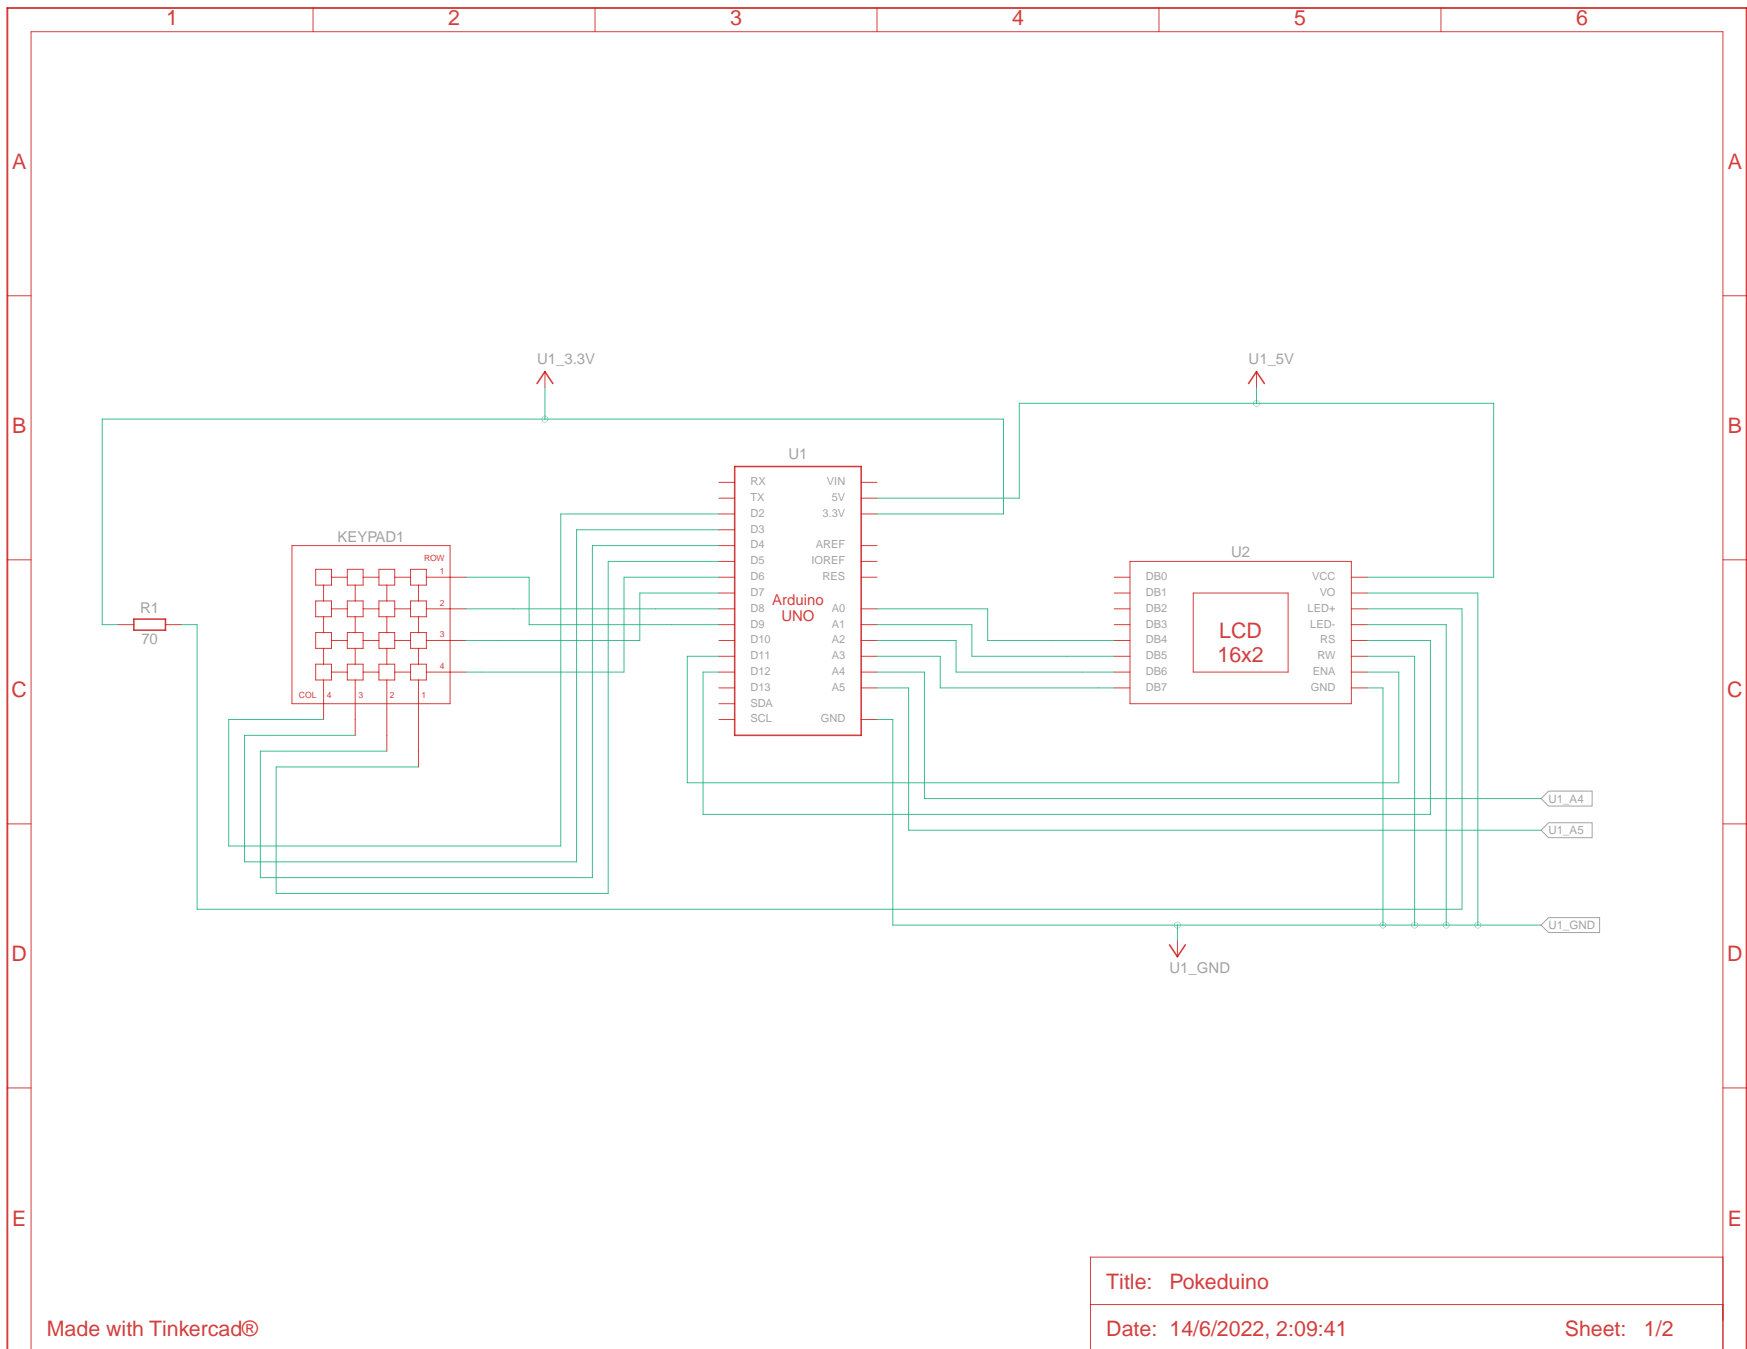 1 2 3 4 5 6
A A
U1_3.3V U1_5V
B B
U1
RX VIN
TX 5V
D2 3.3V
D3
D4 AREF
D5 IOREF
D6 RES
D7
D8 A0
D9 A1
D10 A2
D11 A3
D12 A4
D13 A5
SDA
SCL GND
Arduino
UNO
KEYPAD1
ROW
1
2
3
4
COL 4 3 2 1
R1
70
U2
DB0 VCC
DB1 VO
DB2 LED+
DB3 LED-
DB4 RS
DB5 RW
DB6 ENA
DB7 GND
LCD
16x2
C C
U1_A4
U1_A5
U1_GND
D D
U1_GND
E E
Title: Pokeduino
Made with Tinkercad®
Date: 14/6/2022, 2:09:41 Sheet: 1/2